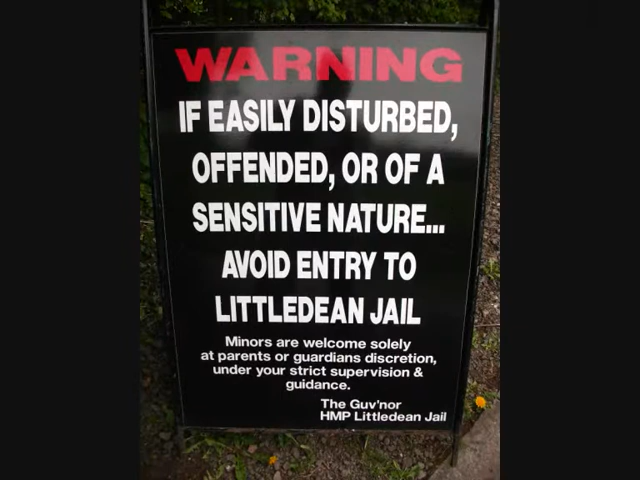 WARNING
IF EASILY DISTURBED,
OFFENDED, OR OF A
SENSITIVE NATURE...
AVOID ENTRY TO
LITTLEDEAN JAIL
Minors are welcome solely
at parents or guardians discretion,
under your strict supervision &
guidance.
The Guv'nor
HMP Littledean Jail